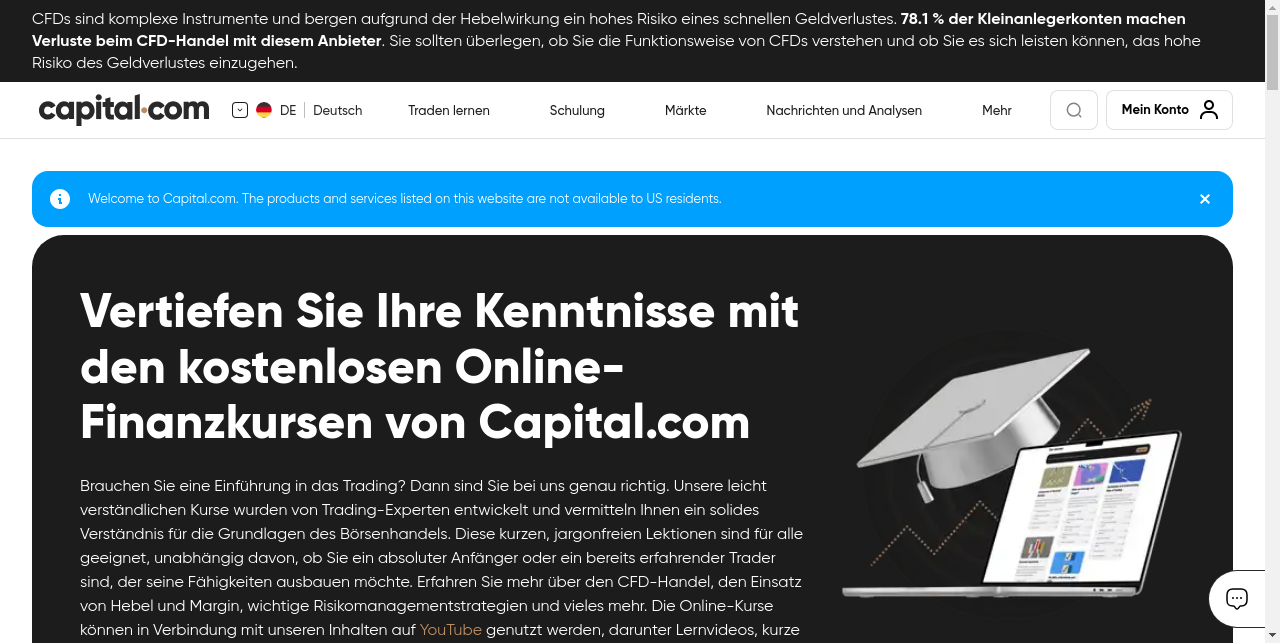 CFDs sind komplexe Instrumente und bergen aufgrund der Hebelwirkung ein hohes Risiko eines schnellen Geldverlustes. 78.1 % der Kleinanlegerkonten machen
Verluste beim CFD-Handel mit diesem Anbieter. Sie sollten überlegen, ob Sie die Funktionsweise von CFDs verstehen und ob Sie es sich leisten können, das hohe
Risiko des Geldverlustes einzugehen.
capital.com DE Deutsch Traden lernen Schulung Märkte Nachrichten und Analysen Mehr Mein Konto
Welcome to Capital.com. The products and services listed on this website are not available to US residents.
Vertiefen Sie Ihre Kenntnisse mit
den kostenlosen Online-
Finanzkursen von Capital.com
Brauchen Sie eine Einführung in das Trading? Dann sind Sie bei uns genau richtig. Unsere leicht
verständlichen Kurse wurden von Trading-Experten entwickelt und vermitteln Ihnen ein solides
Verständnis für die Grundlagen des Börsenhandels. Diese kurzen, jargonfreien Lektionen sind für alle
geeignet, unabhängig davon, ob Sie ein absoluter Anfänger oder ein bereits erfahrender Trader
sind, der seine Fähigkeiten ausbauen möchte. Erfahren Sie mehr über den CFD-Handel, den Einsatz
von Hebel und Margin, wichtige Risikomanagementstrategien und vieles mehr. Die Online-Kurse
können in Verbindung mit unseren Inhalten auf YouTube genutzt werden, darunter Lernvideos, kurze